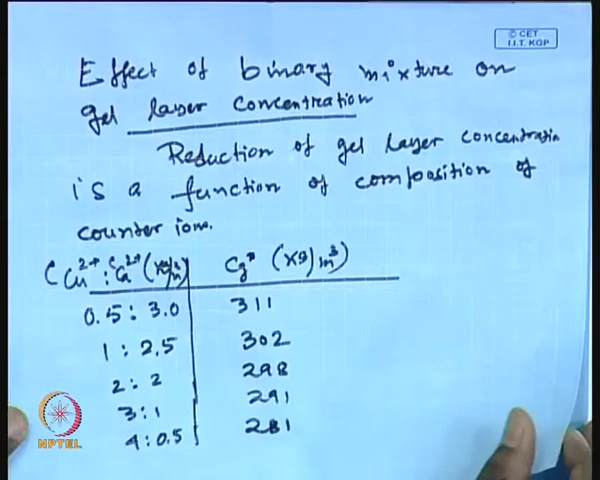 © CET
I.I.T. KGP
Effect of binary mixture on
gel layer concentration
Reduction of gel layer concentratin
is a function of composition of
counter ions.
C Cu2+ : C Ca2+ (kg/m3) Cg* (kg/m3)
0.5 : 3.0 311
1 : 2.5 302
2 : 2 298
3 : 1 291
4 : 0.5 281
NPTEL